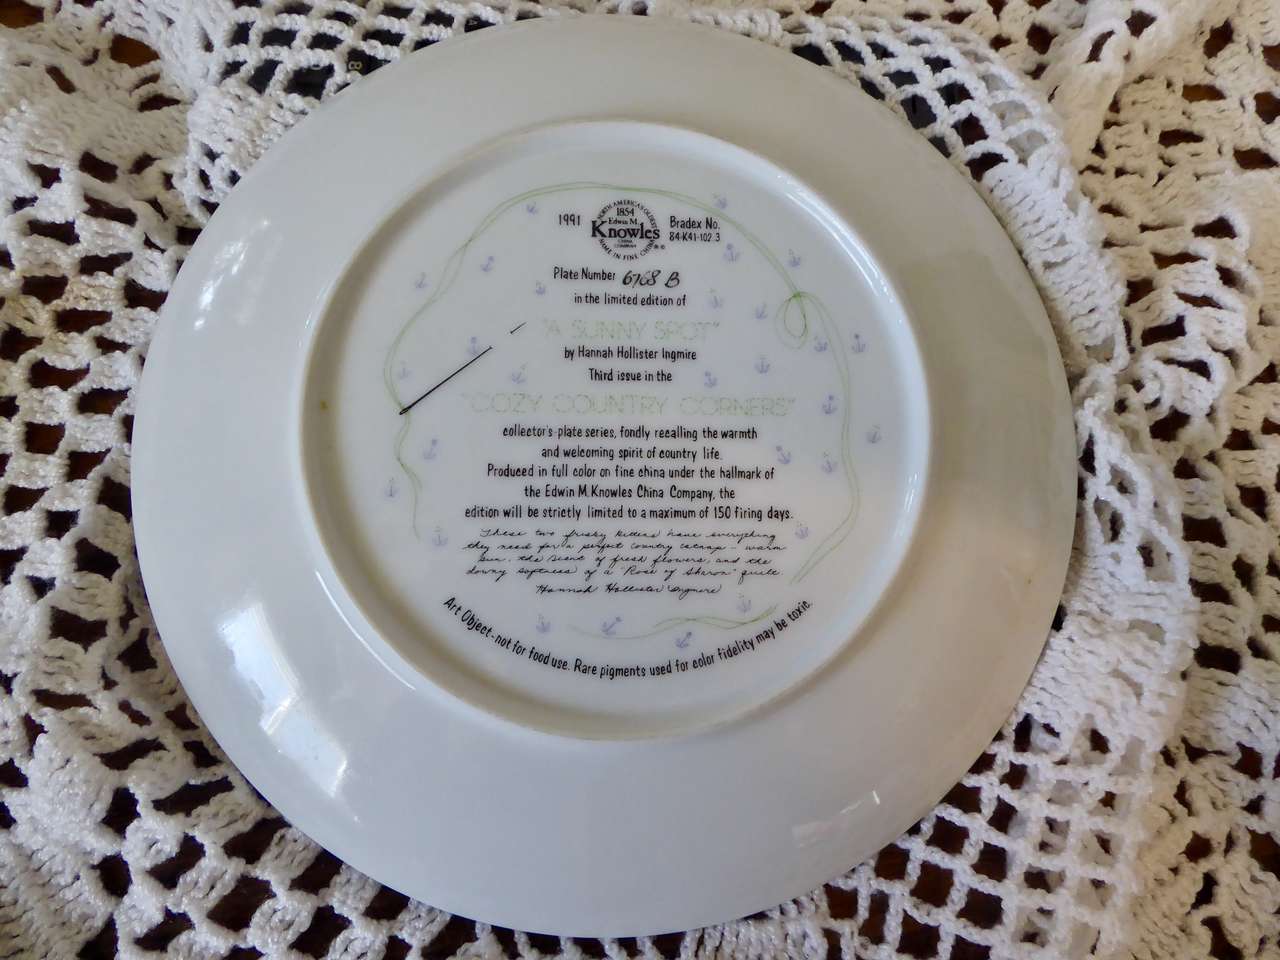 1991
NORTH AMERICA'S OLDEST
1854
Edwin M.
Knowles
CHINA
COMPANY
NAME IN FINE CHINA
Bradex No.
84-K41-102.3
Plate Number 6768 B
in the limited edition of
"A SUNNY SPOT"
by Hannah Hollister Ingmire
Third issue in the
"COZY COUNTRY CORNERS"
collector's-plate series, fondly recalling the warmth
and welcoming spirit of country life.
Produced in full color on fine china under the hallmark of
the Edwin M. Knowles China Company, the
edition will be strictly limited to a maximum of 150 firing days.
These two frisky kittens have everything
they need for a perfect country catnap - warm
sun, the scent of fresh flowers, and the
downy softness of a "Rose of Sharon" quilt.
Hannah Hollister Ingmire
Art Object-not for food use. Rare pigments used for color fidelity may be toxic.